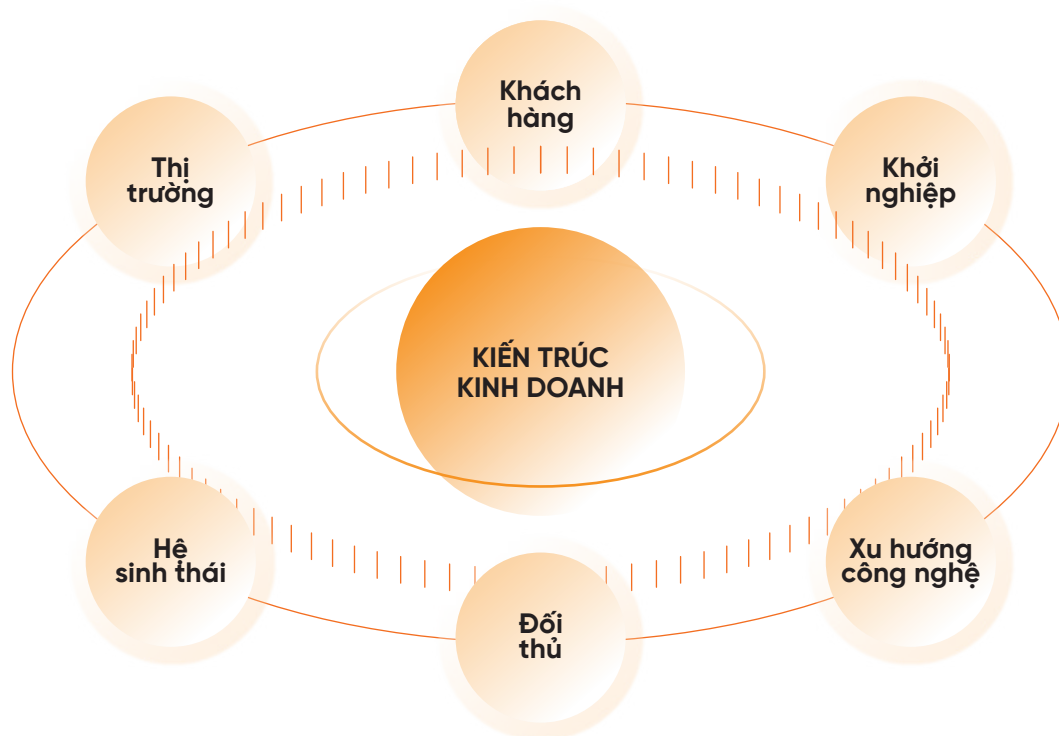 Khách
hàng
Thị
trường
Khởi
nghiệp
KIẾN TRÚC
KINH DOANH
Hệ
sinh thái
Xu hướng
công nghệ
Đối
thủ